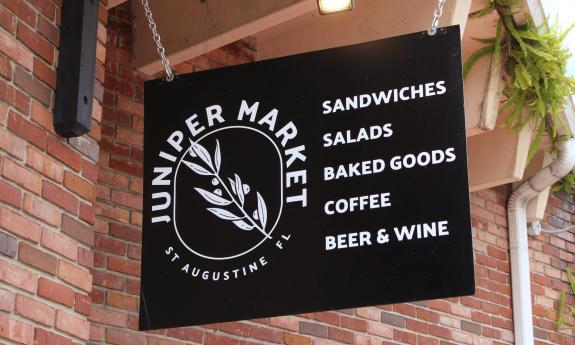 JUNIPER MARKET
ST AUGUSTINE FL
SANDWICHES
SALADS
BAKED GOODS
COFFEE
BEER & WINE